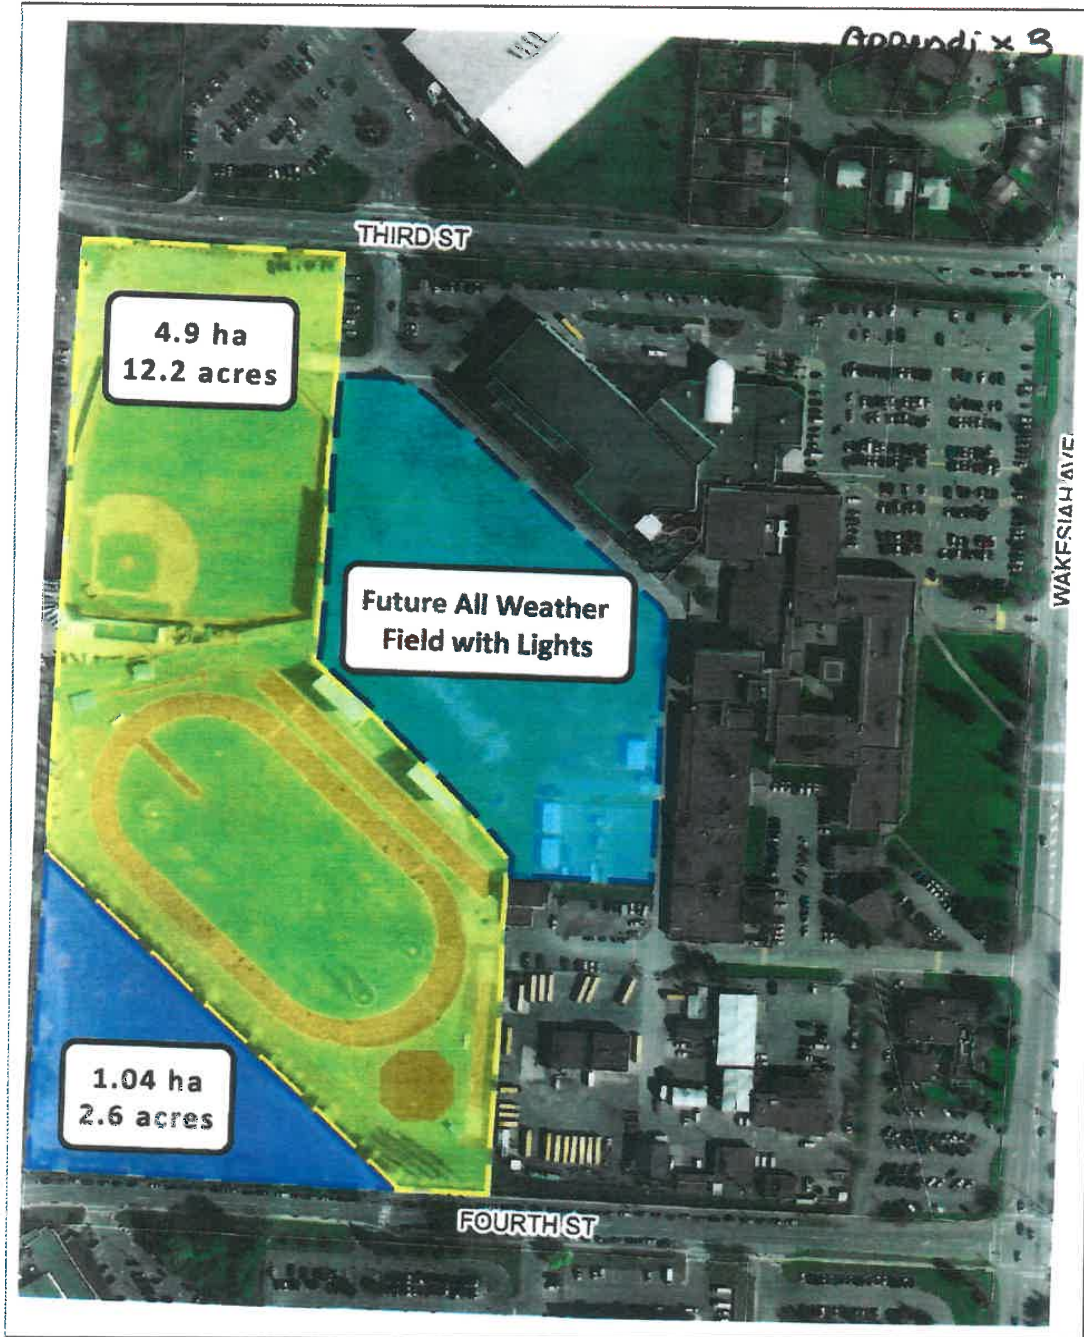 Appendix B
THIRD ST
4.9 ha
12.2 acres
WAKESIAH AVE
Future All Weather
Field with Lights
1.04 ha
2.6 acres
FOURTH ST